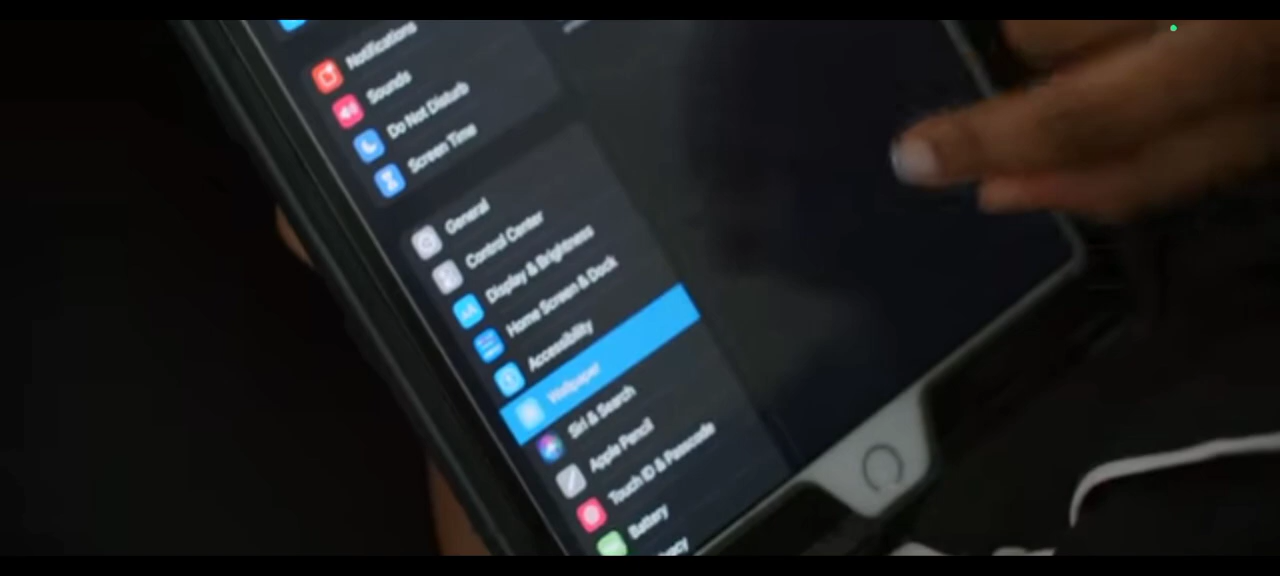 Notifications
Sounds
Do Not Disturb
Screen Time
General
Control Center
Display & Brightness
Home Screen & Dock
Accessibility
Wallpaper
Siri & Search
Apple Pencil
Touch ID & Passcode
Battery